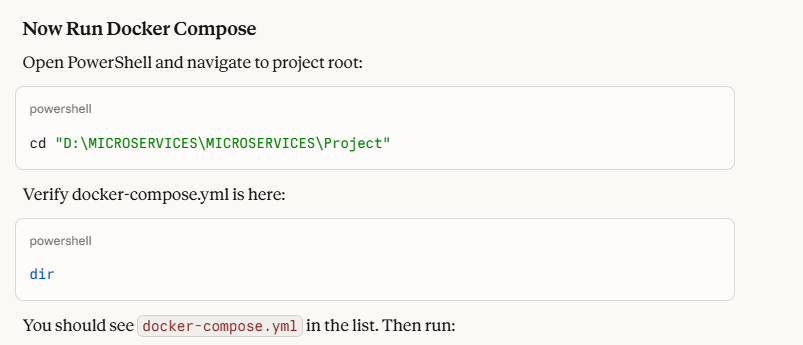 Now Run Docker Compose
Open PowerShell and navigate to project root:
powershell
cd "D:\MICROSERVICES\MICROSERVICES\Project"
Verify docker-compose.yml is here:
powershell
dir
You should see docker-compose.yml in the list. Then run: